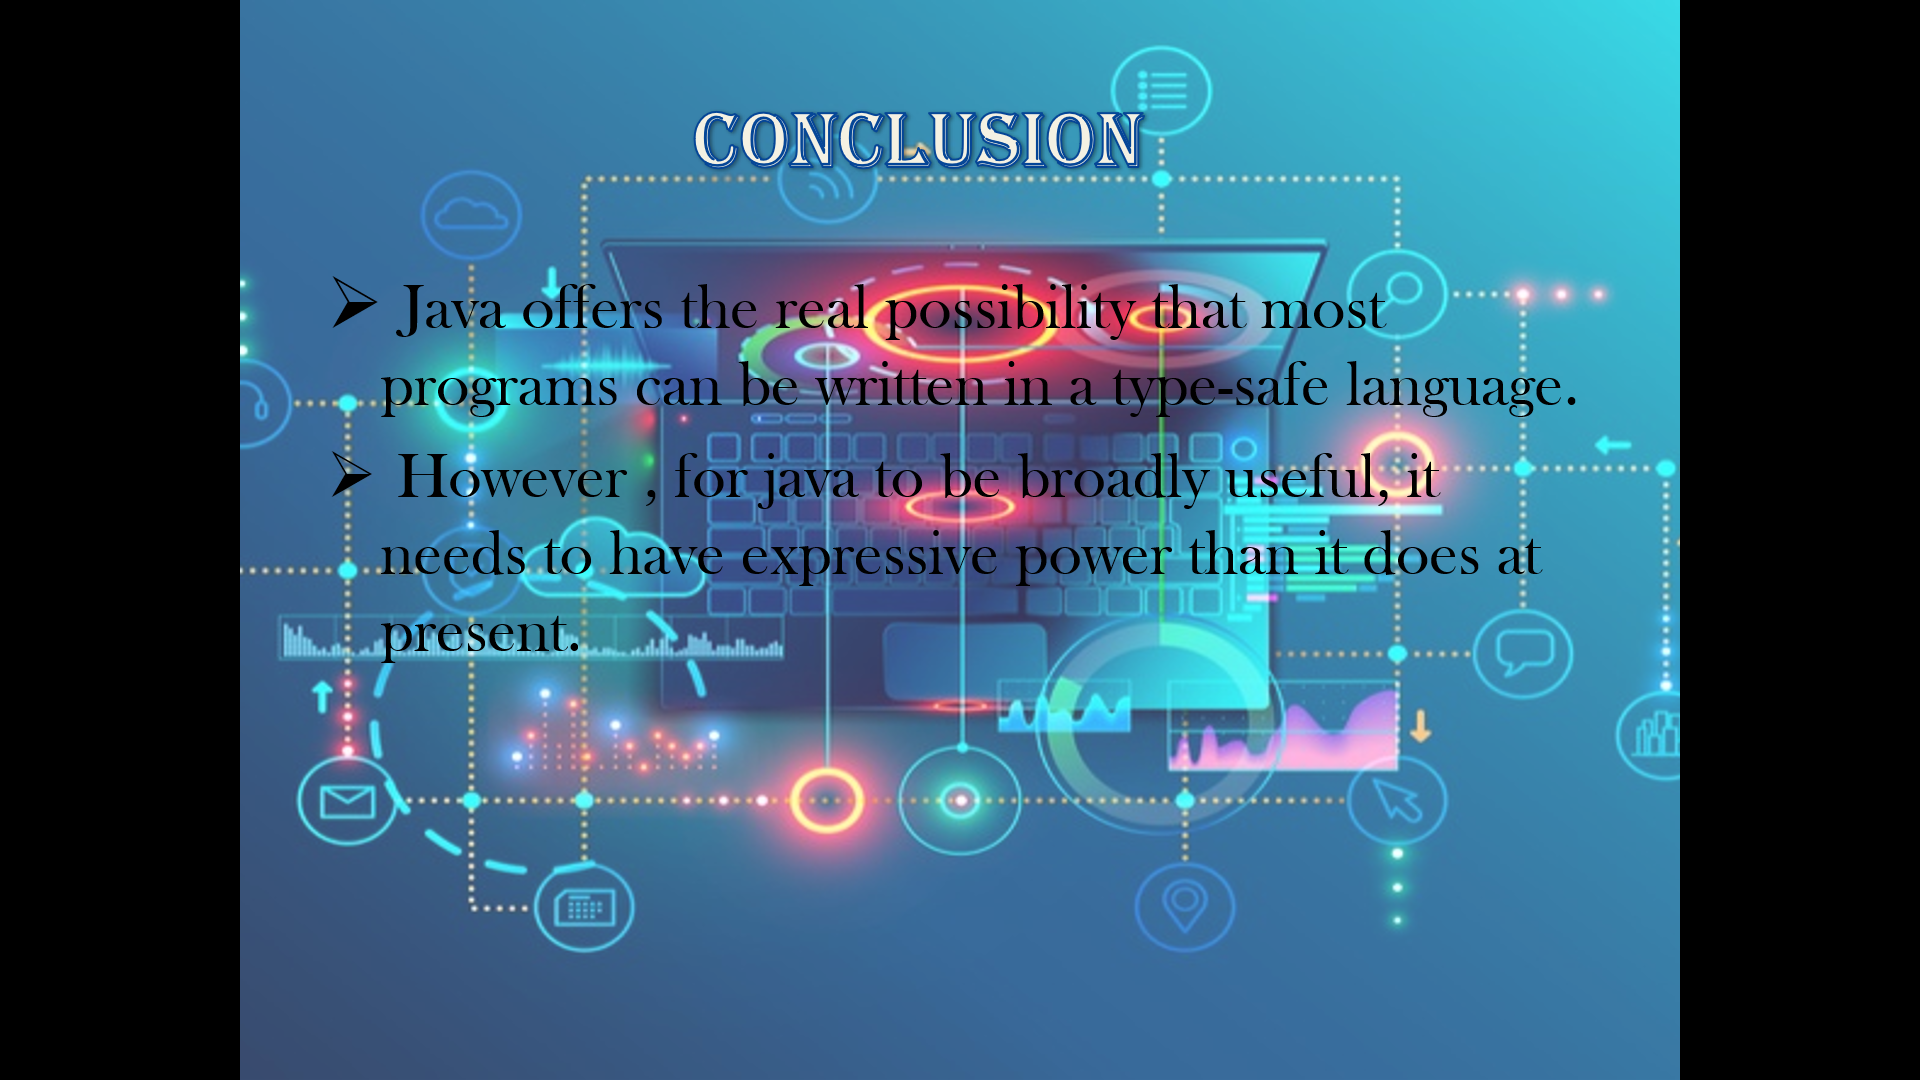 CONCLUSION
➢ Java offers the real possibility that most
programs can be written in a type-safe language.
➢ However , for java to be broadly useful, it
needs to have expressive power than it does at
present.